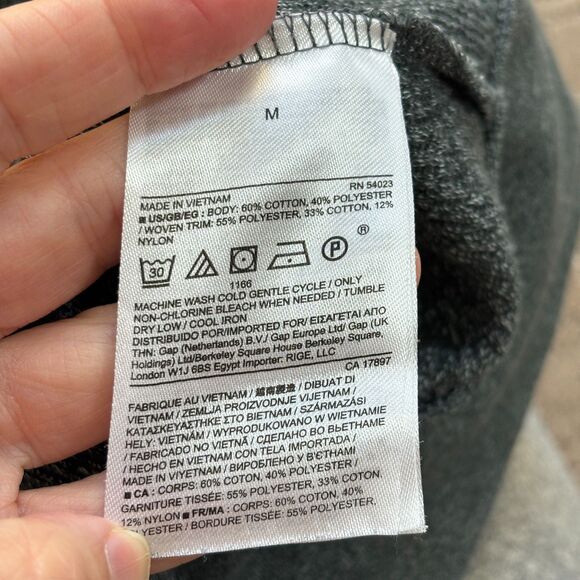 M
MADE IN VIETNAM RN 54023
■ US/GB/EG : BODY: 60% COTTON, 40% POLYESTER
/ WOVEN TRIM: 55% POLYESTER, 33% COTTON, 12%
NYLON
30 P ®
1166
MACHINE WASH COLD GENTLE CYCLE / ONLY
NON-CHLORINE BLEACH WHEN NEEDED / TUMBLE
DRY LOW / COOL IRON
DISTRIBUIDO POR/IMPORTED FOR/ ΕΙΣΑΓΕΤΑΙ ΑΠΟ
ΤΗΝ: Gap (Netherlands) B.V./ Gap Europe Ltd/ Gap (UK
Holdings) Ltd/Berkeley Square House Berkeley Square,
London W1J 6BS Egypt Importer: RIGE, LLC
CA 17897
FABRIQUE AU VIETNAM / 越南製造 / DIBUAT DI
VIETNAM / ZEMLJA PROIZVODNJE VIJETNAM /
ΚΑΤΑΣΚΕΥΑΣΤΗΚΕ ΣΤΟ ΒΙΕΤΝΑΜ / SZÁRMAZÁSI
HELY: VIETNAM / WYPRODUKOWANO W WIETNAMIE
/ FABRICADO NO VIETNÃ / СДЕЛАНО ВО ВЬЕТНАМЕ
/ HECHO EN VIETNAM CON TELA IMPORTADA /
MADE IN VIYETNAM / ВИРОБЛЕНО У В'ЄТНАМІ
■ CA : CORPS: 60% COTON, 40% POLYESTER /
GARNITURE TISSÉE: 55% POLYESTER, 33% COTON,
12% NYLON ■ FR/MA : CORPS: 60% COTON, 40%
POLYESTER / BORDURE TISSÉE: 55% POLYESTER, 33%